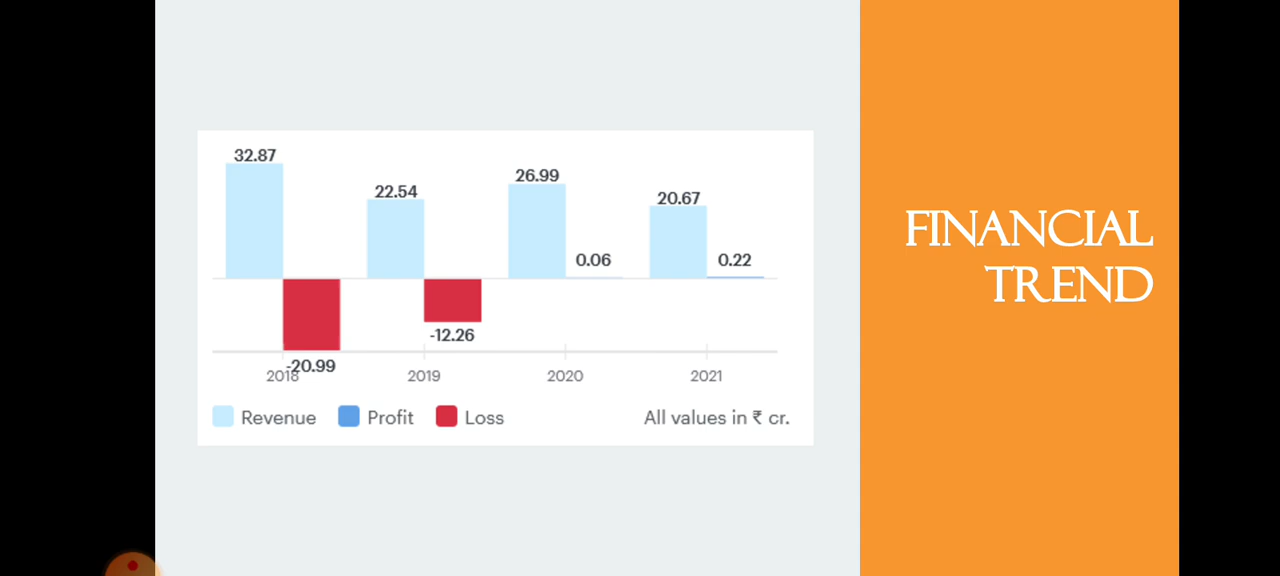 32.87
22.54
26.99
20.67
0.06
0.22
-12.26
-20.99
2018
2019
2020
2021
Revenue
Profit
Loss
All values in ₹ cr.
FINANCIAL
TREND